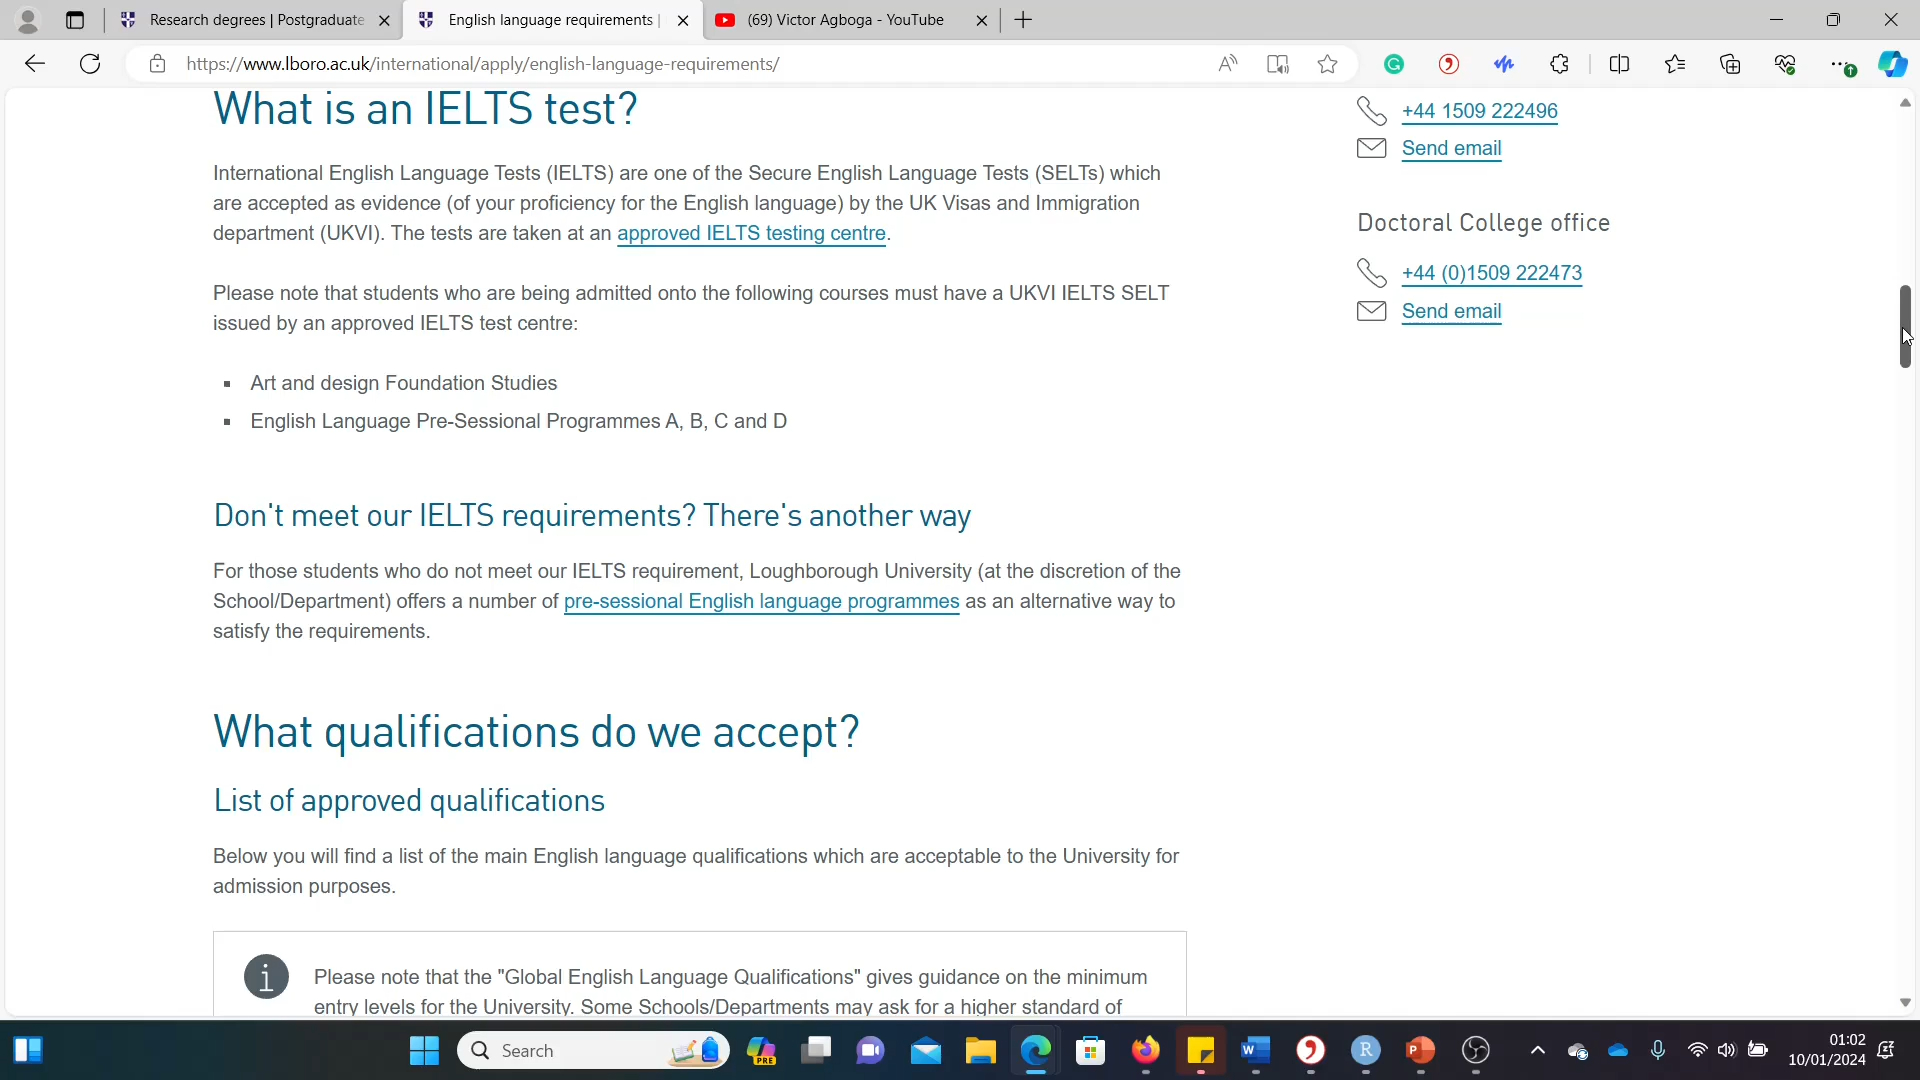 Research degrees | Postgraduate
English language requirements |
(69) Victor Agboga - YouTube
https://www.lboro.ac.uk/international/apply/english-language-requirements/
What is an IELTS test?
International English Language Tests (IELTS) are one of the Secure English Language Tests (SELTs) which
are accepted as evidence (of your proficiency for the English language) by the UK Visas and Immigration
department (UKVI). The tests are taken at an approved IELTS testing centre.
Please note that students who are being admitted onto the following courses must have a UKVI IELTS SELT
issued by an approved IELTS test centre:
Art and design Foundation Studies
English Language Pre-Sessional Programmes A, B, C and D
Don't meet our IELTS requirements? There's another way
For those students who do not meet our IELTS requirement, Loughborough University (at the discretion of the
School/Department) offers a number of pre-sessional English language programmes as an alternative way to
satisfy the requirements.
What qualifications do we accept?
List of approved qualifications
Below you will find a list of the main English language qualifications which are acceptable to the University for
admission purposes.
Please note that the "Global English Language Qualifications" gives guidance on the minimum
entry levels for the University. Some Schools/Departments may ask for a higher standard of
+44 1509 222496
Send email
Doctoral College office
+44 (0)1509 222473
Send email
Search
PRE
01:02
10/01/2024